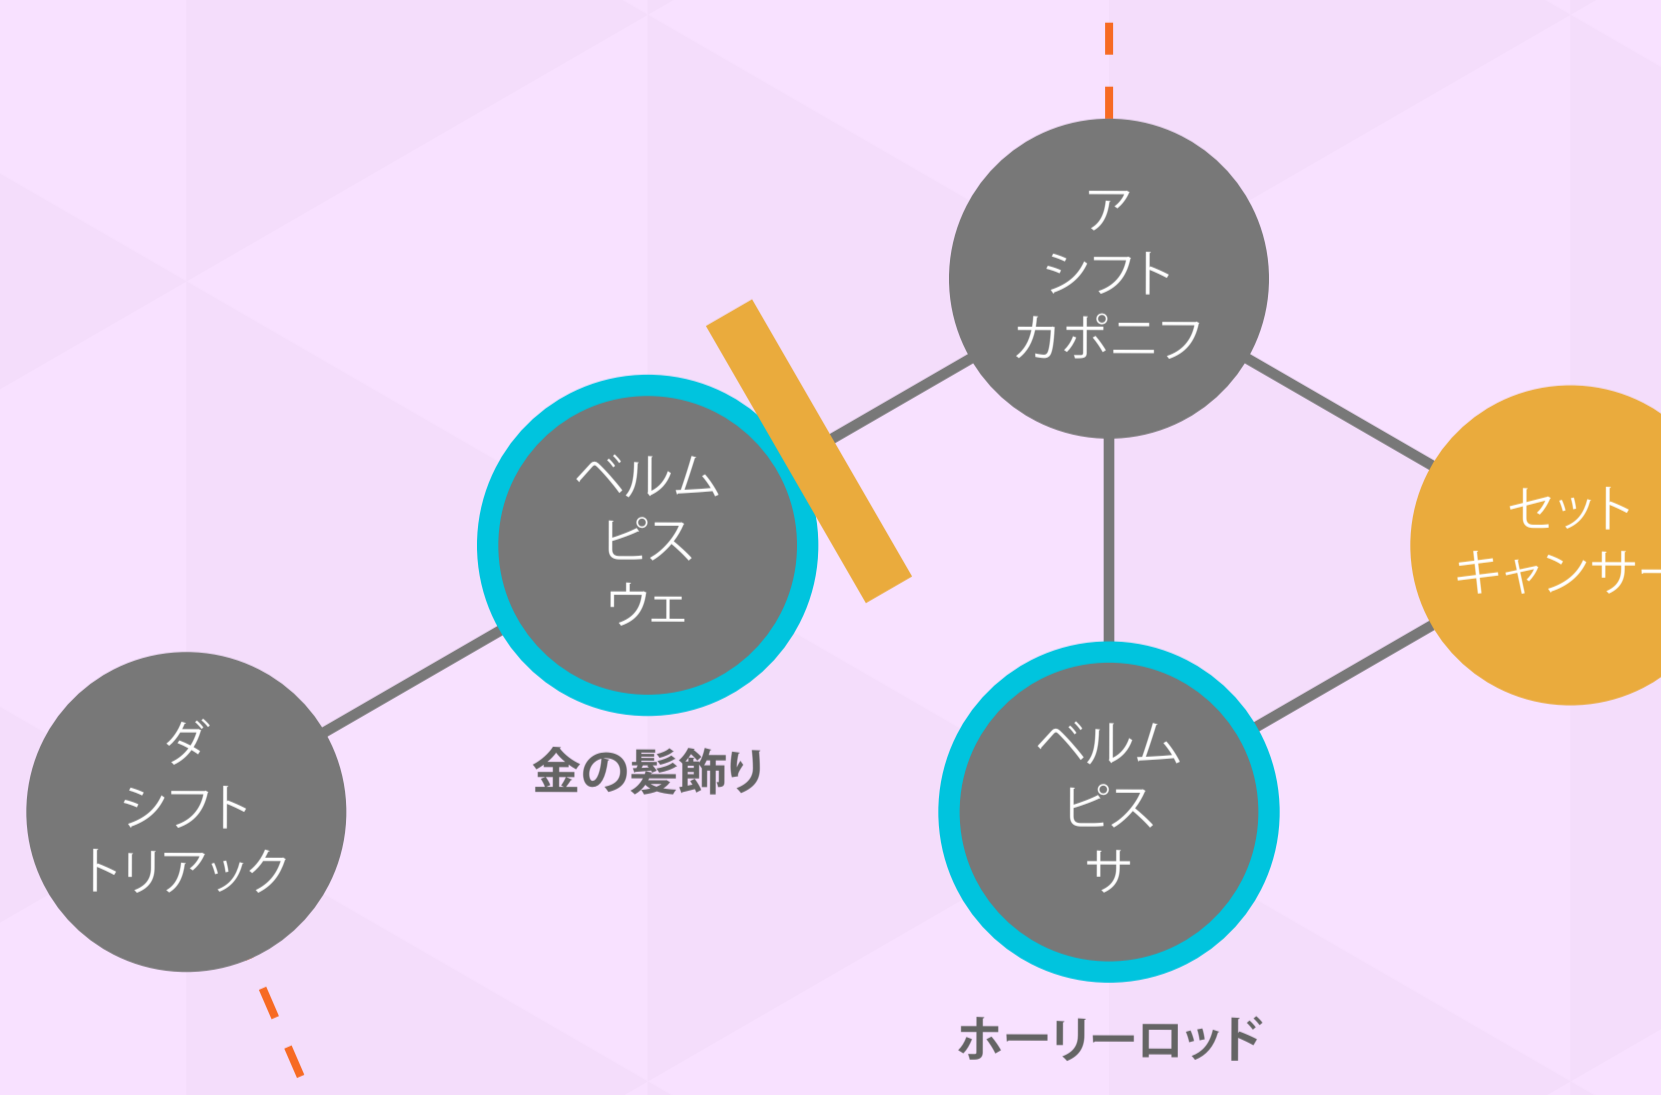 ア
シフト
カポニフ
ベルム
ピス
ウェ
金の髪飾り
セット
キャンサー
ダ
シフト
トリアック
ベルム
ピス
サ
ホーリーロッド